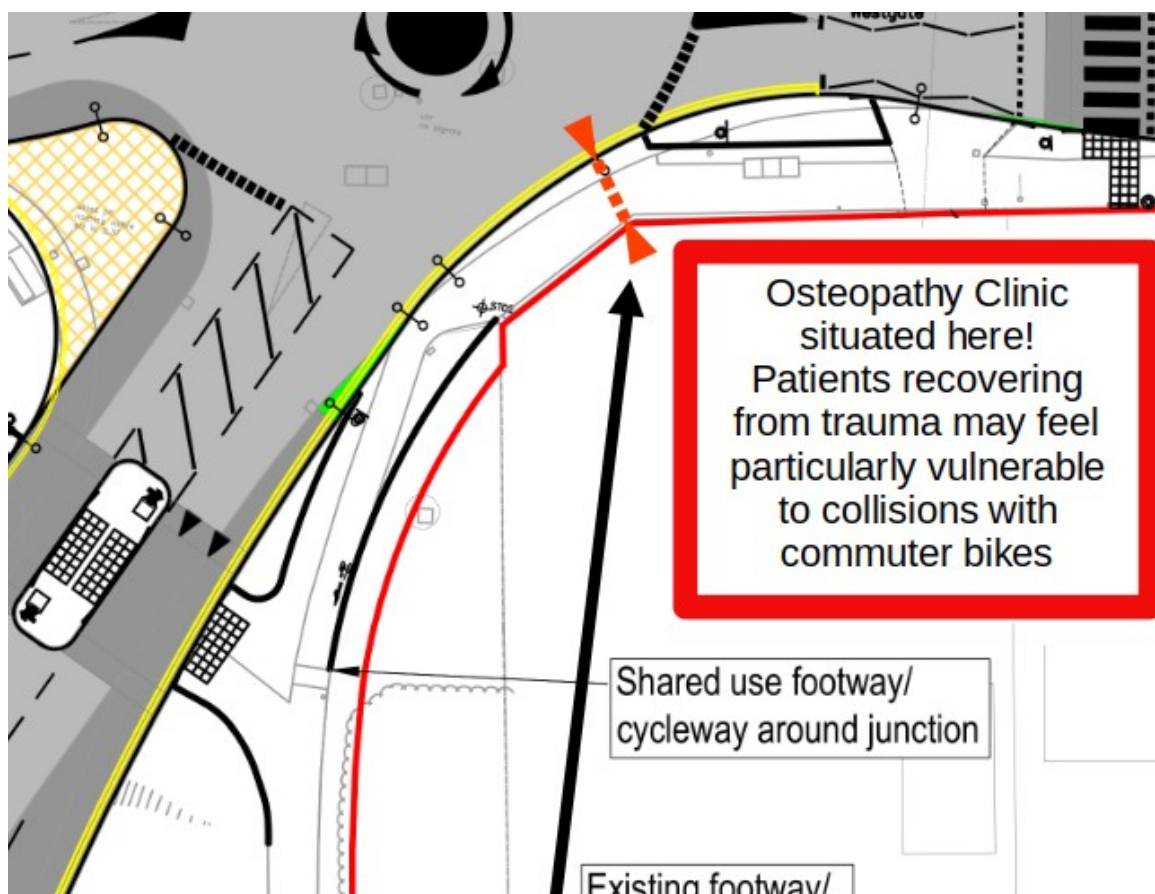 Westgate
STOS
Osteopathy Clinic
situated here!
Patients recovering
from trauma may feel
particularly vulnerable
to collisions with
commuter bikes
Shared use footway/
cycleway around junction
Existing footway/